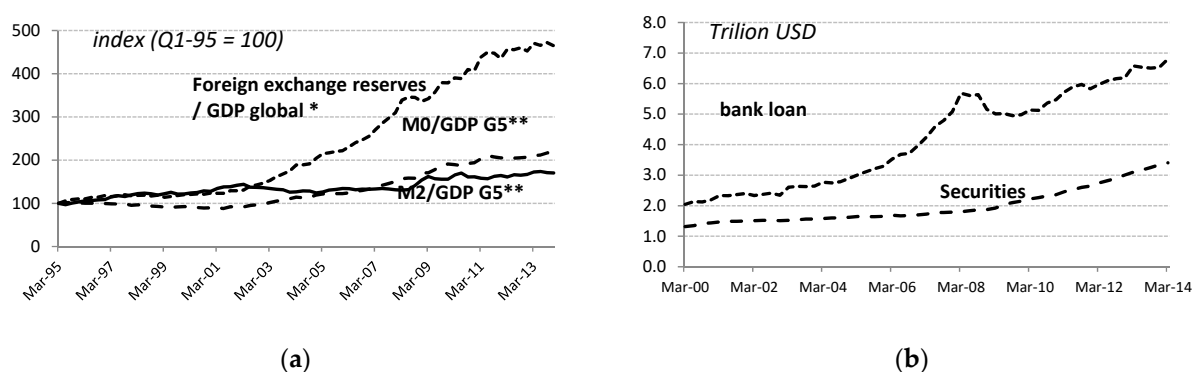 index (Q1-95 = 100)
500
400
300
200
100
0
Foreign exchange reserves
/ GDP global *
M0/GDP G5**
M2/GDP G5**
Mar-95
Mar-97
Mar-99
Mar-01
Mar-03
Mar-05
Mar-07
Mar-09
Mar-11
Mar-13
(a)
Trilion USD
8.0
7.0
6.0
5.0
4.0
3.0
2.0
1.0
0.0
bank loan
Securities
Mar-00
Mar-02
Mar-04
Mar-06
Mar-08
Mar-10
Mar-12
Mar-14
(b)